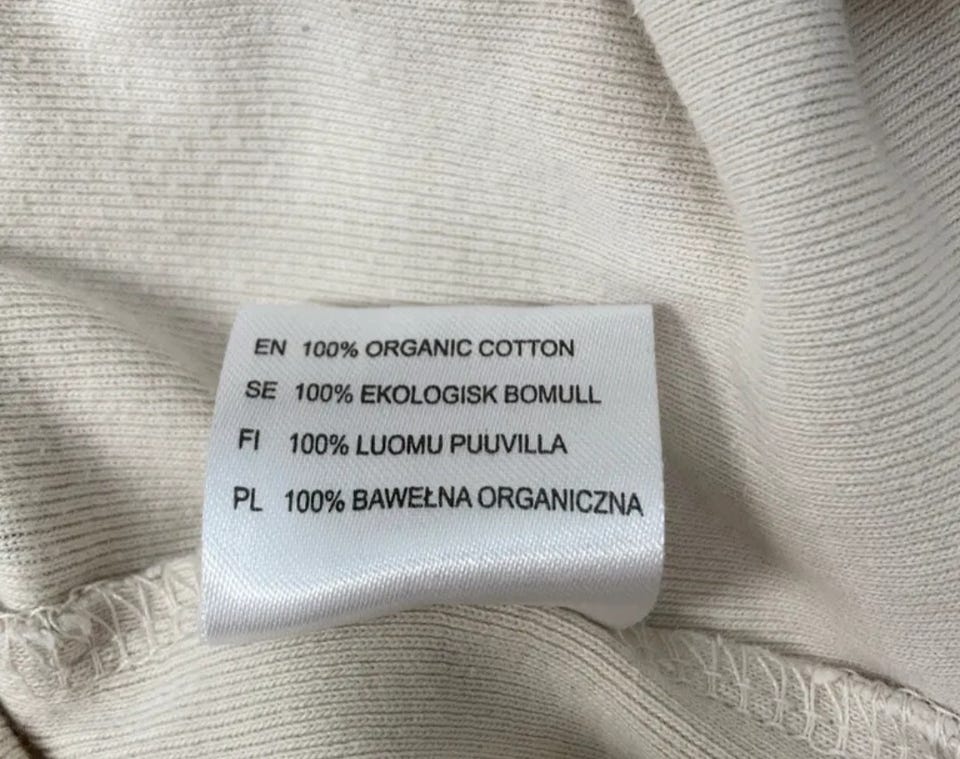 EN 100% ORGANIC COTTON
SE 100% EKOLOGISK BOMULL
FI 100% LUOMU PUUVILLA
PL 100% BAWEŁNA ORGANICZNA